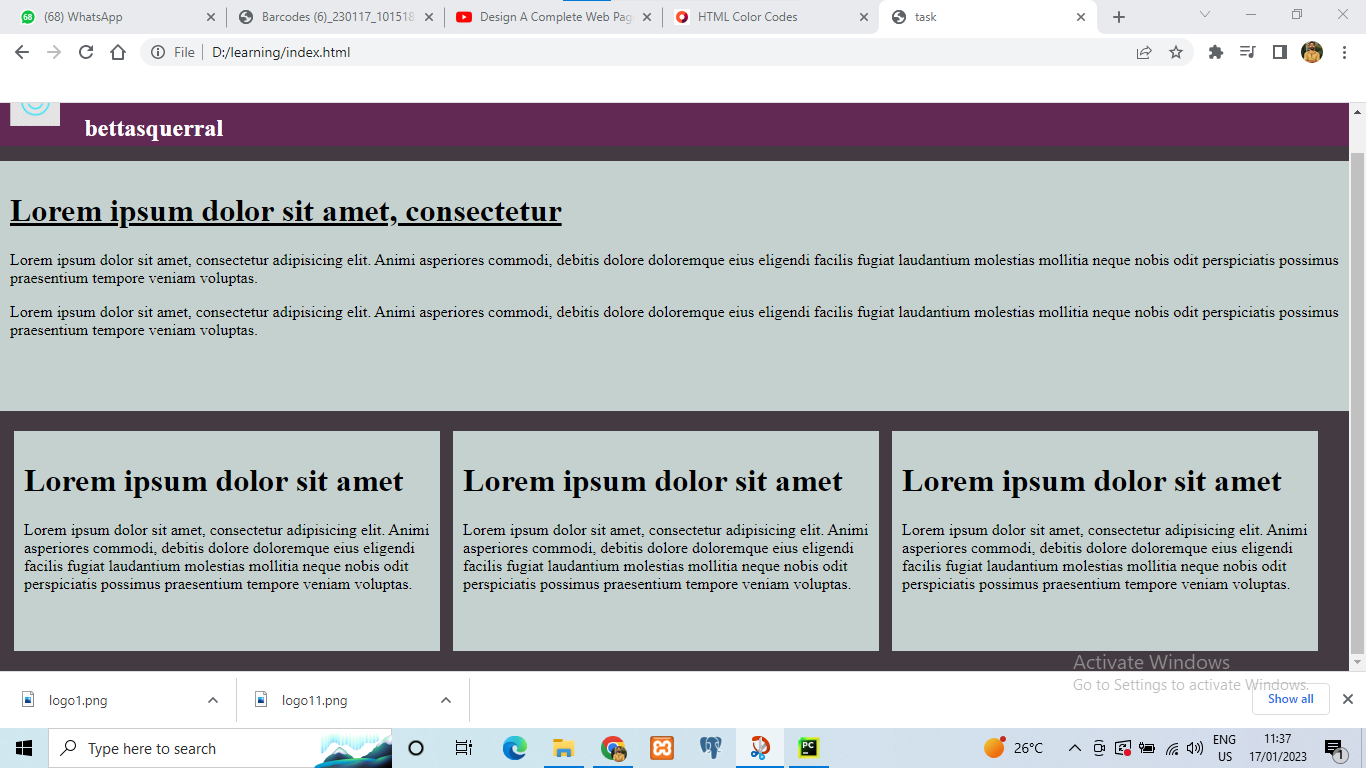 68
(68) WhatsApp
Barcodes (6)_230117_101518
Design A Complete Web Pag
HTML Color Codes
task
File
D:/learning/index.html
bettasquerral
Lorem ipsum dolor sit amet, consectetur
Lorem ipsum dolor sit amet, consectetur adipisicing elit. Animi asperiores commodi, debitis dolore doloremque eius eligendi facilis fugiat laudantium molestias mollitia neque nobis odit perspiciatis possimus
praesentium tempore veniam voluptas.
Lorem ipsum dolor sit amet, consectetur adipisicing elit. Animi asperiores commodi, debitis dolore doloremque eius eligendi facilis fugiat laudantium molestias mollitia neque nobis odit perspiciatis possimus
praesentium tempore veniam voluptas.
Lorem ipsum dolor sit amet
Lorem ipsum dolor sit amet, consectetur adipisicing elit. Animi
asperiores commodi, debitis dolore doloremque eius eligendi
facilis fugiat laudantium molestias mollitia neque nobis odit
perspiciatis possimus praesentium tempore veniam voluptas.
Lorem ipsum dolor sit amet
Lorem ipsum dolor sit amet, consectetur adipisicing elit. Animi
asperiores commodi, debitis dolore doloremque eius eligendi
facilis fugiat laudantium molestias mollitia neque nobis odit
perspiciatis possimus praesentium tempore veniam voluptas.
Lorem ipsum dolor sit amet
Lorem ipsum dolor sit amet, consectetur adipisicing elit. Animi
asperiores commodi, debitis dolore doloremque eius eligendi
facilis fugiat laudantium molestias mollitia neque nobis odit
perspiciatis possimus praesentium tempore veniam voluptas.
Activate Windows
Go to Settings to activate Windows.
logo1.png
logo11.png
Show all
Type here to search
PC
26°C
ENG
US
11:37
17/01/2023
1